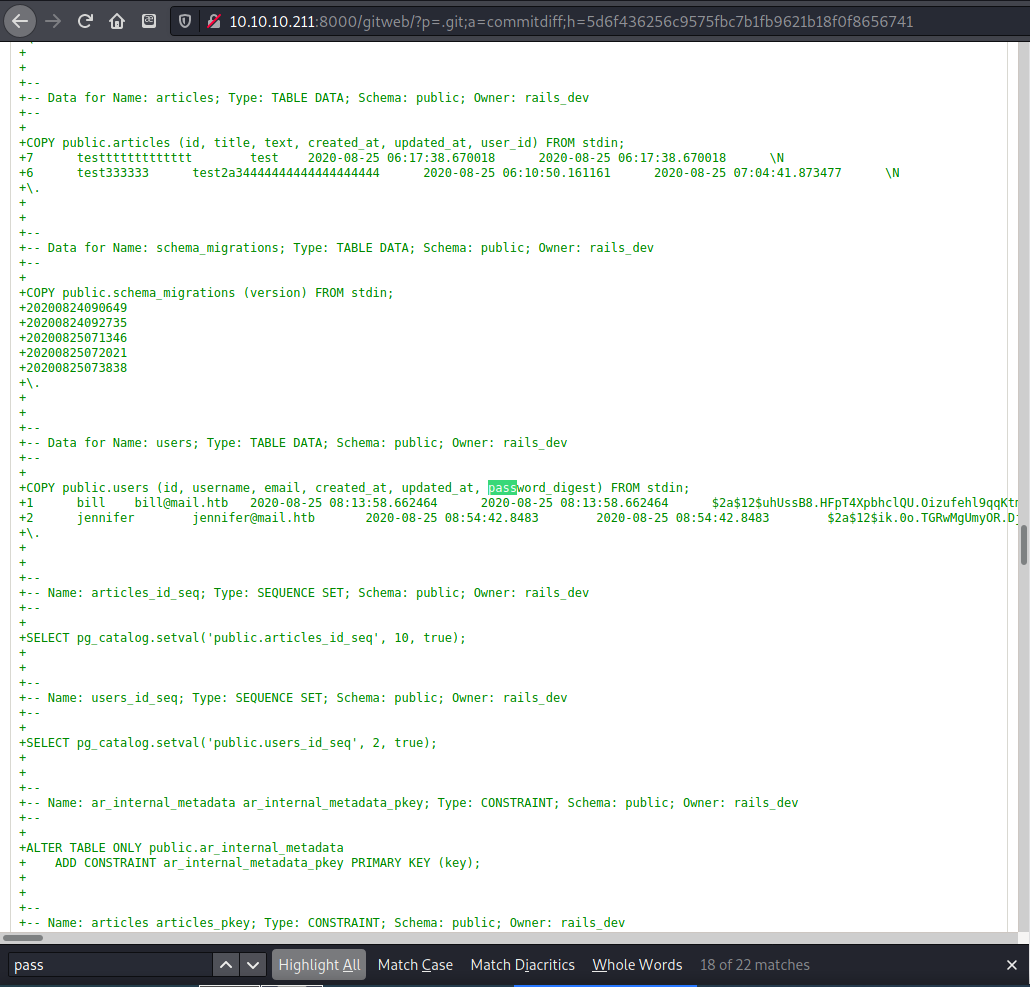 10.10.10.211:8000/gitweb/?p=.git;a=commitdiff;h=5d6f436256c9575fbc7b1fb9621b18f0f8656741
+
+
+--
+-- Data for Name: articles; Type: TABLE DATA; Schema: public; Owner: rails_dev
+--
+
+COPY public.articles (id, title, text, created_at, updated_at, user_id) FROM stdin;
+7 testttttttttttttt test 2020-08-25 06:17:38.670018 2020-08-25 06:17:38.670018 \N
+6 test333333 test2a34444444444444444444 2020-08-25 06:10:50.161161 2020-08-25 07:04:41.873477 \N
+\.
+
+
+--
+-- Data for Name: schema_migrations; Type: TABLE DATA; Schema: public; Owner: rails_dev
+--
+
+COPY public.schema_migrations (version) FROM stdin;
+20200824090649
+20200824092735
+20200825071346
+20200825072021
+20200825073838
+\.
+
+
+--
+-- Data for Name: users; Type: TABLE DATA; Schema: public; Owner: rails_dev
+--
+
+COPY public.users (id, username, email, created_at, updated_at, password_digest) FROM stdin;
+1 bill bill@mail.htb 2020-08-25 08:13:58.662464 2020-08-25 08:13:58.662464 $2a$12$uhUssB8.HFpT4XpbhclQU.Oizufehl9qqKtm
+2 jennifer jennifer@mail.htb 2020-08-25 08:54:42.8483 2020-08-25 08:54:42.8483 $2a$12$ik.0o.TGRwMgUmyOR.Dj
+\.
+
+
+--
+-- Name: articles_id_seq; Type: SEQUENCE SET; Schema: public; Owner: rails_dev
+--
+
+SELECT pg_catalog.setval('public.articles_id_seq', 10, true);
+
+
+--
+-- Name: users_id_seq; Type: SEQUENCE SET; Schema: public; Owner: rails_dev
+--
+
+SELECT pg_catalog.setval('public.users_id_seq', 2, true);
+
+
+--
+-- Name: ar_internal_metadata ar_internal_metadata_pkey; Type: CONSTRAINT; Schema: public; Owner: rails_dev
+--
+
+ALTER TABLE ONLY public.ar_internal_metadata
+ ADD CONSTRAINT ar_internal_metadata_pkey PRIMARY KEY (key);
+
+
+--
+-- Name: articles articles_pkey; Type: CONSTRAINT; Schema: public; Owner: rails_dev
pass Highlight All Match Case Match Diacritics Whole Words 18 of 22 matches